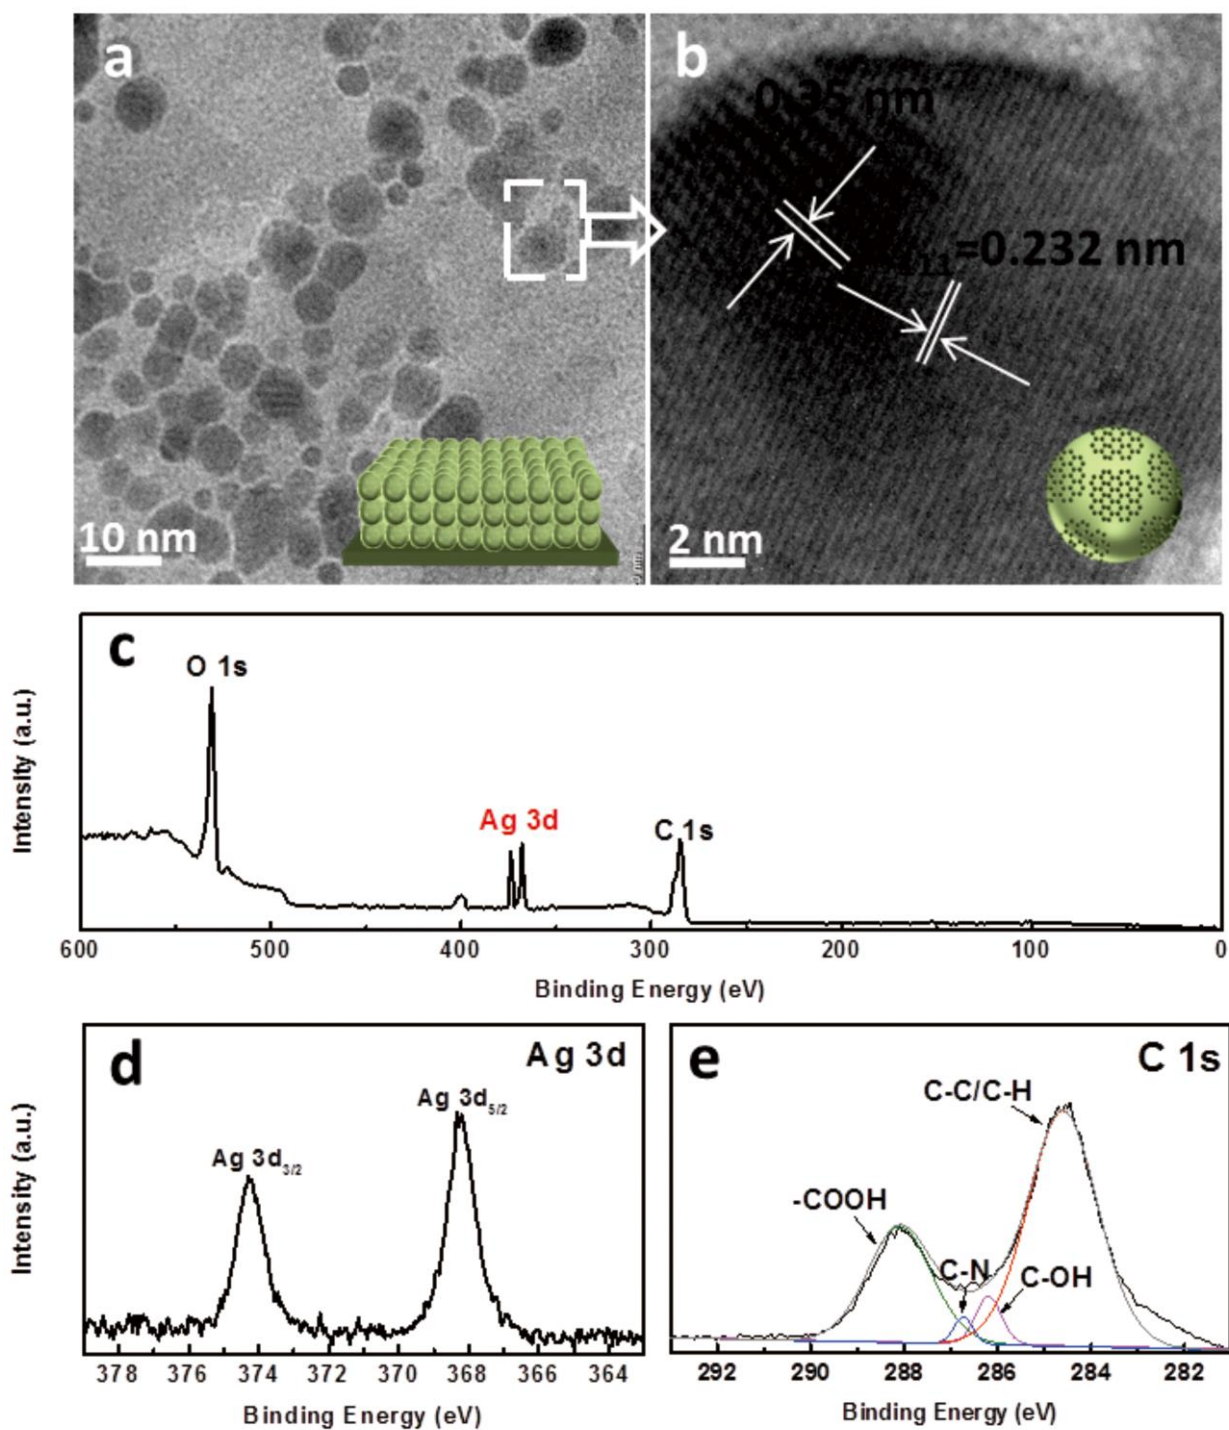 a
10 nm
b
0.35 nm
₁₁=0.232 nm
2 nm
c
O 1s
Ag 3d
C 1s
Intensity (a.u.)
600 500 400 300 200 100 0
Binding Energy (eV)
d
Ag 3d
Ag 3d₅/₂
Ag 3d₃/₂
Intensity (a.u.)
378 376 374 372 370 368 366 364
Binding Energy (eV)
e
C 1s
C-C/C-H
-COOH
C-N
C-OH
292 290 288 286 284 282
Binding Energy (eV)